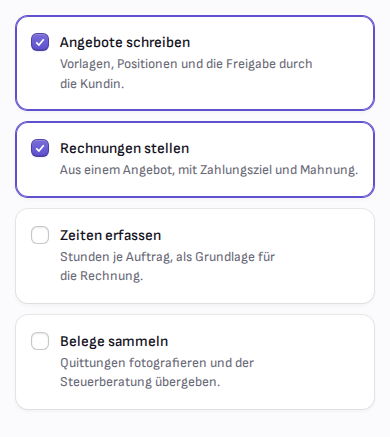 Angebote schreiben
Vorlagen, Positionen und die Freigabe durch
die Kundin.
Rechnungen stellen
Aus einem Angebot, mit Zahlungsziel und Mahnung.
Zeiten erfassen
Stunden je Auftrag, als Grundlage für
die Rechnung.
Belege sammeln
Quittungen fotografieren und der
Steuerberatung übergeben.